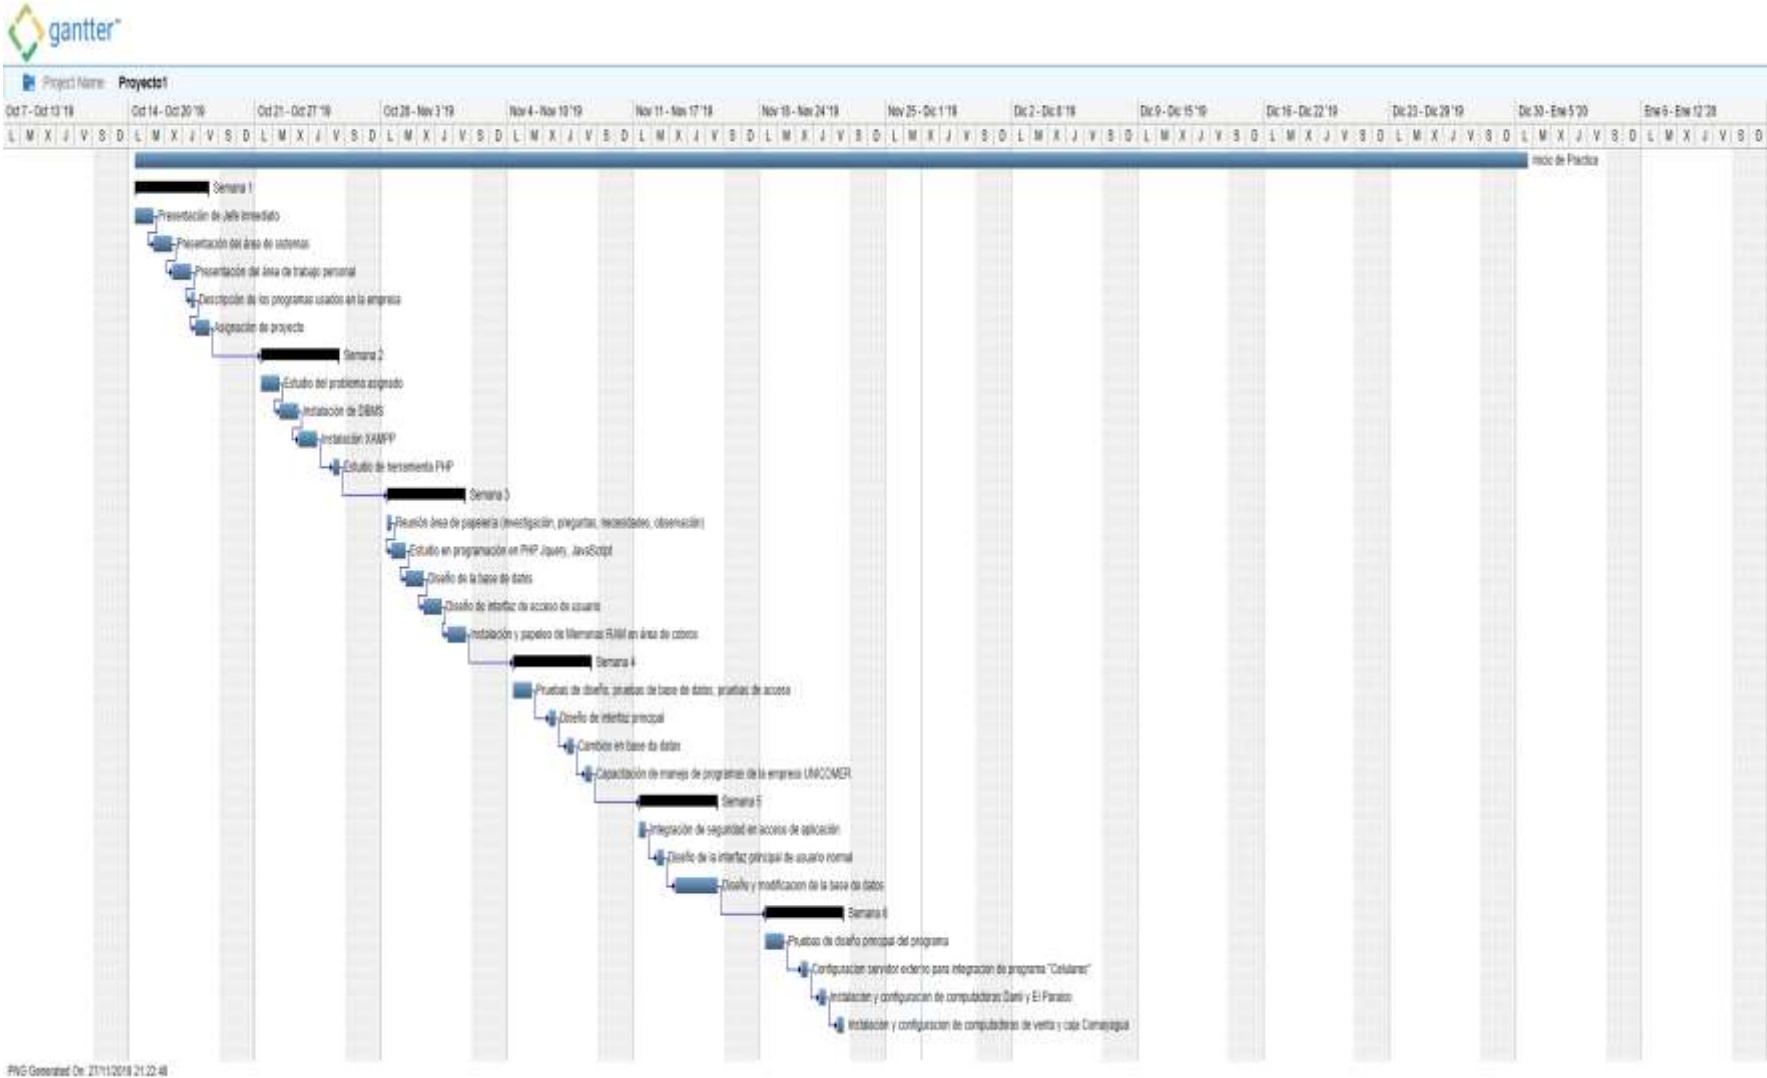 gantter™
Project Name Proyecto1
Oct 7 - Oct 13 '19 Oct 14 - Oct 20 '19 Oct 21 - Oct 27 '19 Oct 28 - Nov 3 '19 Nov 4 - Nov 10 '19 Nov 11 - Nov 17 '19 Nov 18 - Nov 24 '19 Nov 25 - Dic 1 '19 Dic 2 - Dic 8 '19 Dic 9 - Dic 15 '19 Dic 16 - Dic 22 '19 Dic 23 - Dic 29 '19 Dic 30 - Ene 5 '20 Ene 6 - Ene 12 '20
L M X J V S D L M X J V S D L M X J V S D L M X J V S D L M X J V S D L M X J V S D L M X J V S D L M X J V S D L M X J V S D L M X J V S D L M X J V S D L M X J V S D L M X J V S D L M X J V S D
Inicio de Practica
Semana 1
Presentación de Jefe Inmediato
Presentación del área de sistemas
Presentación del área de trabajo personal
Descripción de los programas usados en la empresa
Asignación de proyecto
Semana 2
Estudio del problema asignado
Instalación de DBMS
Instalación XAMPP
Estudio de herramienta PHP
Semana 3
Reunión área de papelería (investigación, preguntas, necesidades, observación)
Estudio en programación en PHP Jquery, JavaScript
Diseño de la base de datos
Diseño de interfaz de acceso de usuario
Instalación y papeleo de Memorias RAM en área de cobros
Semana 4
Pruebas de diseño, pruebas de base de datos, pruebas de acceso
Diseño de interfaz principal
Cambios en base de datos
Capacitación de manejo de programas de la empresa UNICOMER
Semana 5
Integración de seguridad en acceso de aplicación
Diseño de la interfaz principal de usuario normal
Diseño y modificacion de la base de datos
Semana 6
Pruebas de diseño principal del programa
Configuracion servidor externo para integracion de programa "Celulares"
Instalación y configuracion de computadoras Danlí y El Paraiso
Instalación y configuracion de computadoras de venta y caja Comayagua
PNG Generated On: 27/11/2019 21:22:48